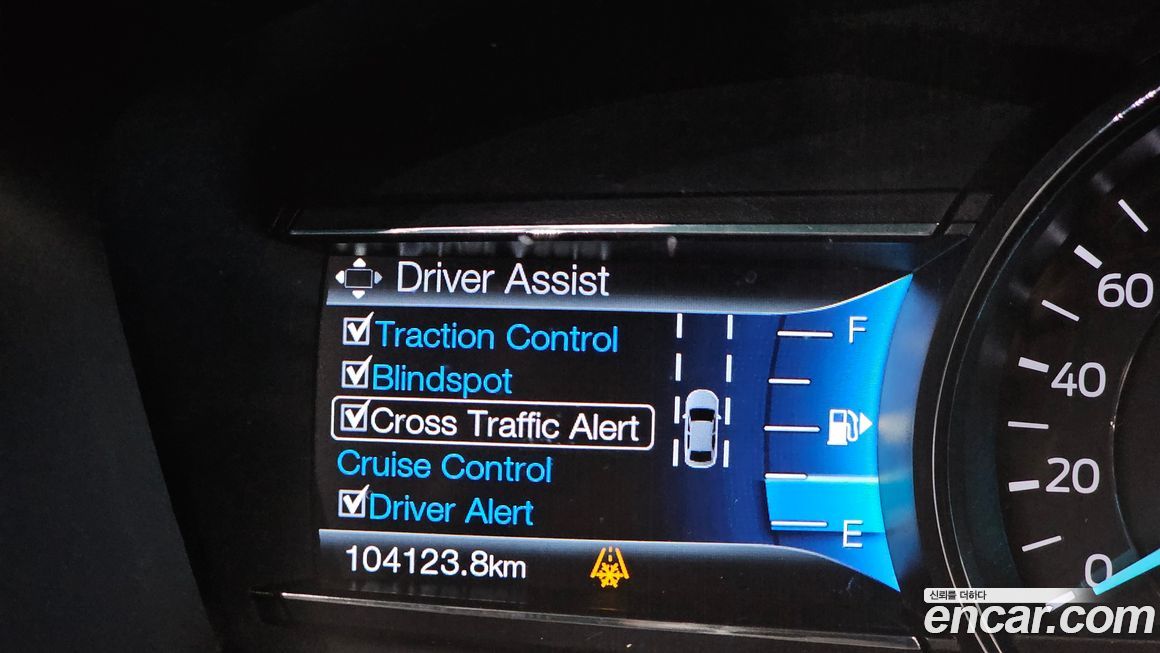 Driver Assist
Traction Control
Blindspot
Cross Traffic Alert
Cruise Control
Driver Alert
104123.8km
F
E
60
40
20
0
신뢰를 더하다
encar.com